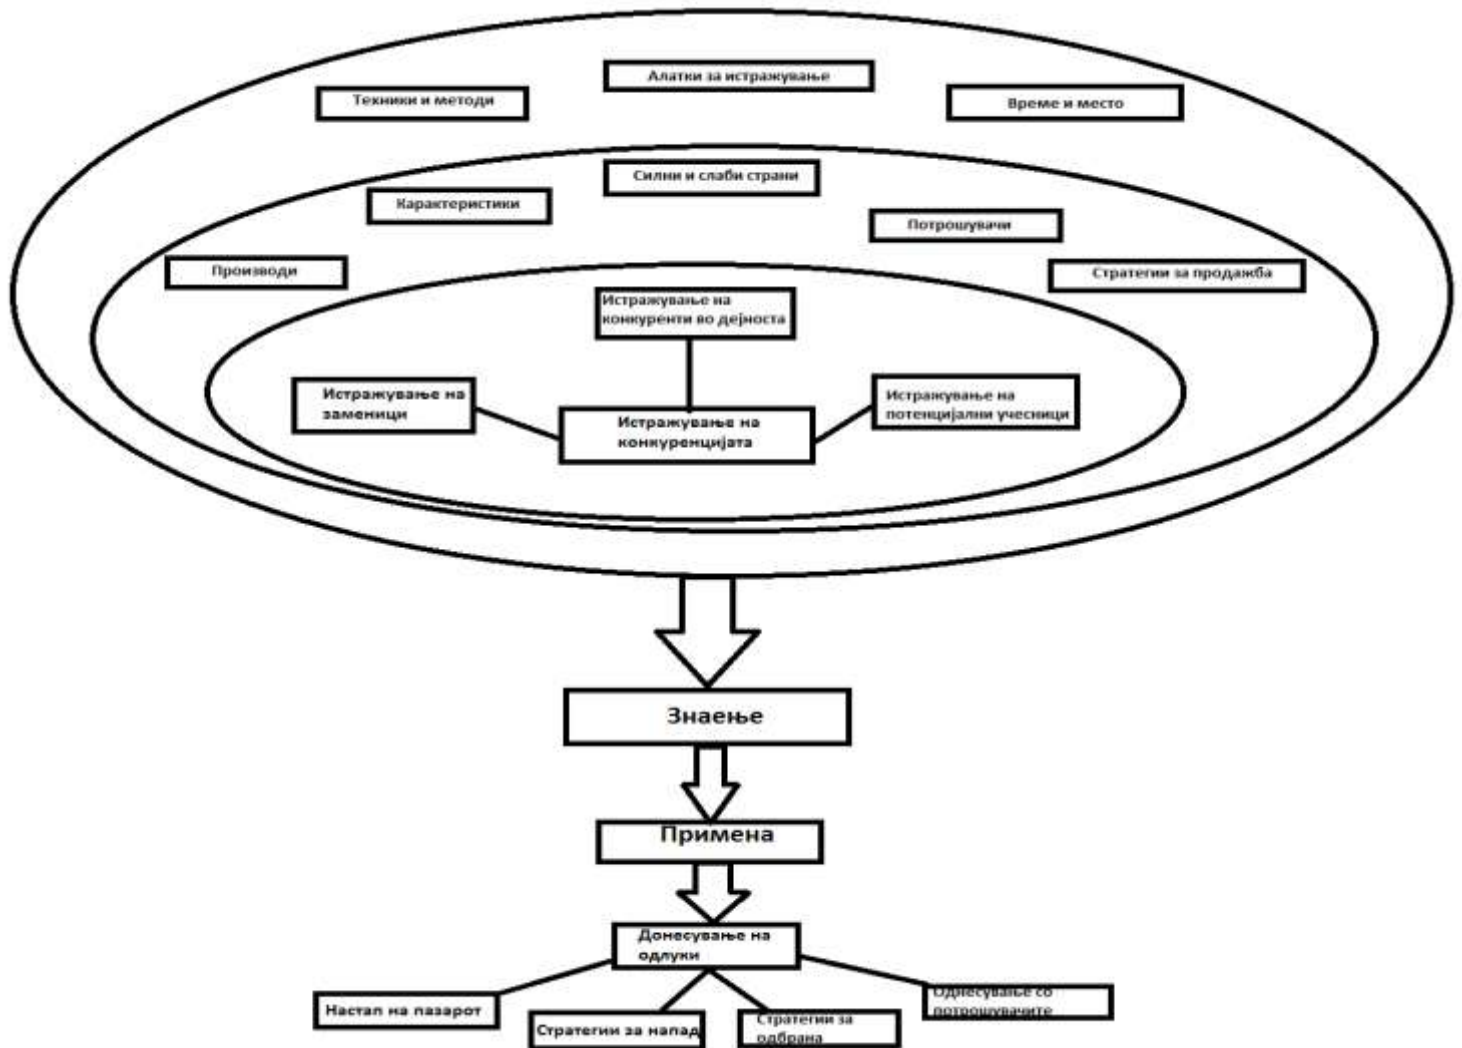 Алатки за истражување
Техники и методи
Време и место
Силни и слаби страни
Карактеристики
Потрошувачи
Производи
Стратегии за продажба
Истражување на
конкуренти во дејноста
Истражување на
заменици
Истражување на
потенцијални учесници
Истражување на
конкуренцијата
Знаење
Примена
Донесување на
одлуки
Настап на пазарот
Стратегии за напад
Стратегии за
одбрана
Однесување со
потрошувачите